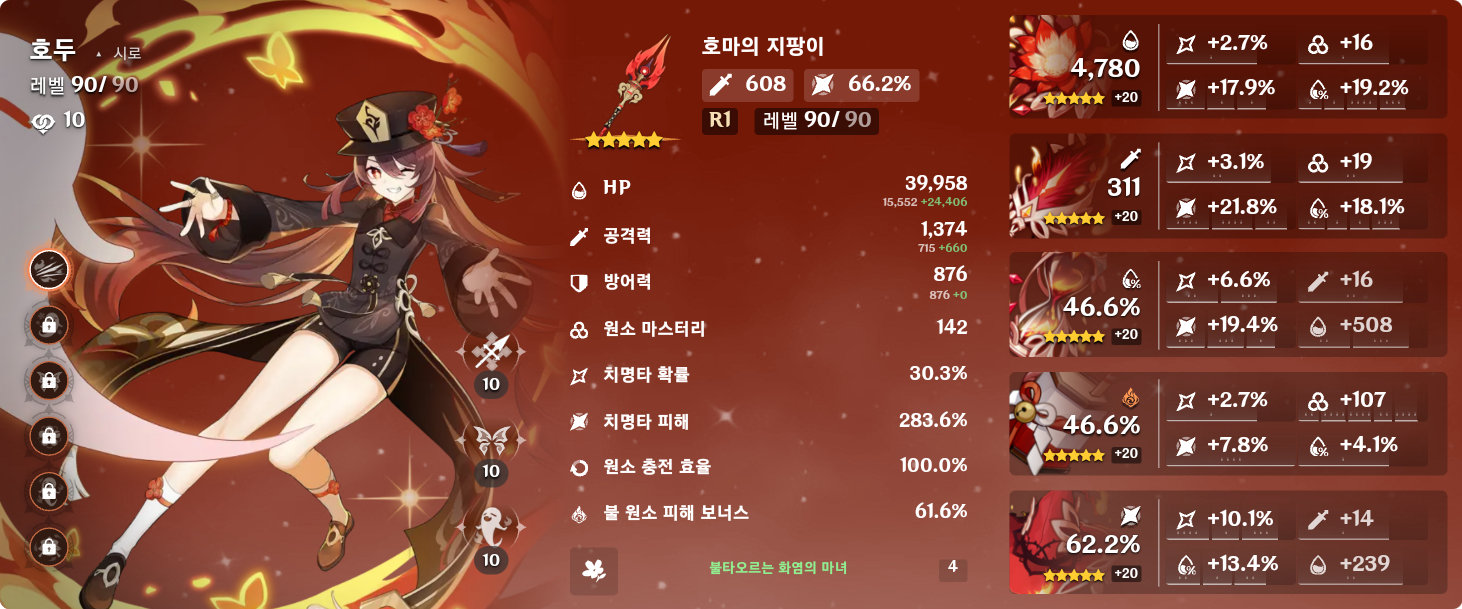 호두 시로
레벨 90/ 90
10
10
10
10
호마의 지팡이
608 66.2%
R1 레벨 90/ 90
HP 39,958
15,552 +24,406
공격력 1,374
715 +660
방어력 876
876 +0
원소 마스터리 142
치명타 확률 30.3%
치명타 피해 283.6%
원소 충전 효율 100.0%
불 원소 피해 보너스 61.6%
불타오르는 화염의 마녀 4
4,780
+20
+2.7% +16
+17.9% +19.2%
311
+20
+3.1% +19
+21.8% +18.1%
46.6%
+20
+6.6% +16
+19.4% +508
46.6%
+20
+2.7% +107
+7.8% +4.1%
62.2%
+20
+10.1% +14
+13.4% +239